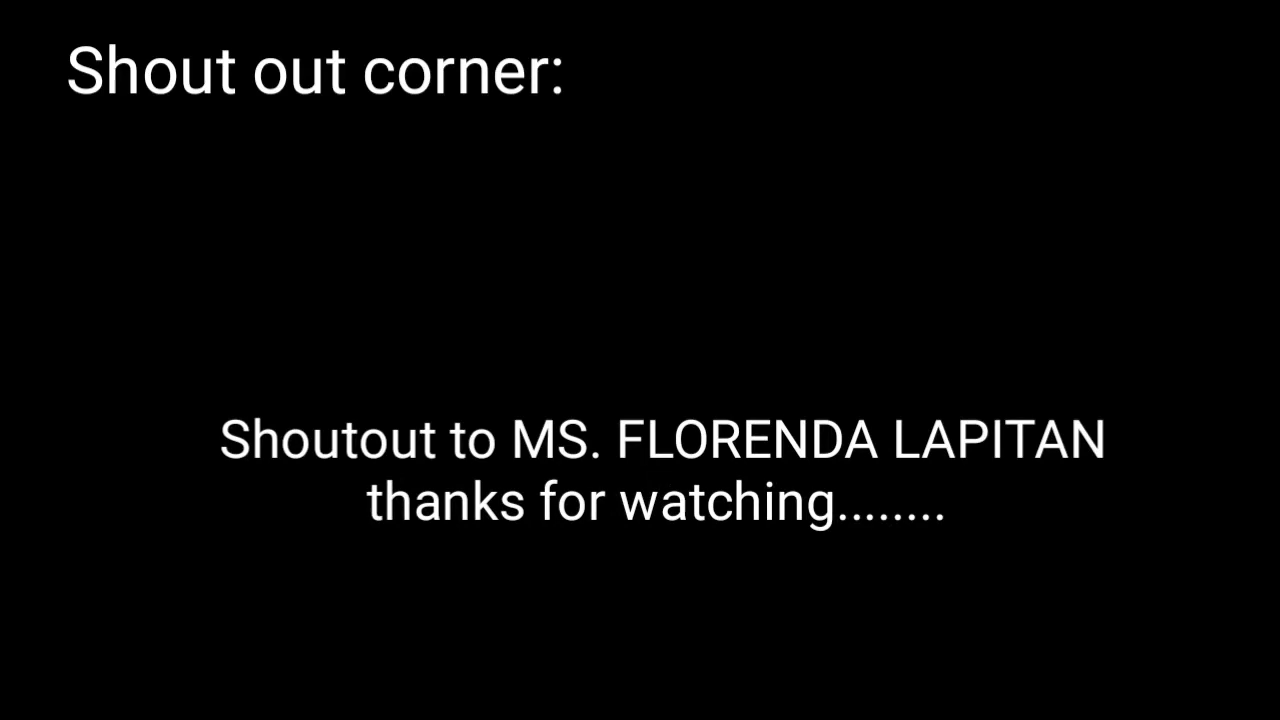 Shout out corner:
Shoutout to MS. FLORENDA LAPITAN
thanks for watching........